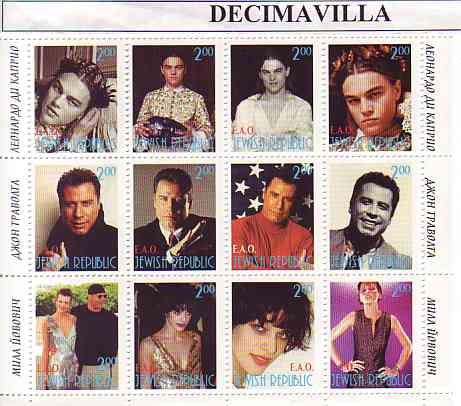 DECIMAVILLA
ЛЕОНАРДО ДИ КАПРИО
2.00 2.00 2.00 2.00
E.A.O. E.A.O. E.A.O. E.A.O.
JEWISH REPUBLIC JEWISH REPUBLIC JEWISH REPUBLIC JEWISH REPUBLIC
ЛЕОНАРДО ДИ КАПРИО
ДЖОН ТРАВОЛТА
2.00 2.00 2.00 2.00
E.A.O. E.A.O.
JEWISH REPUBLIC JEWISH REPUBLIC JEWISH REPUBLIC JEWISH REPUBLIC
ДЖОН ТРАВОЛТА
МИЛА ЙОВОВИЧ
2.00 2.00 2.00 2.00
E.A.O. E.A.O.
JEWISH REPUBLIC JEWISH REPUBLIC JEWISH REPUBLIC JEWISH REPUBLIC
МИЛА ЙОВОВИЧ